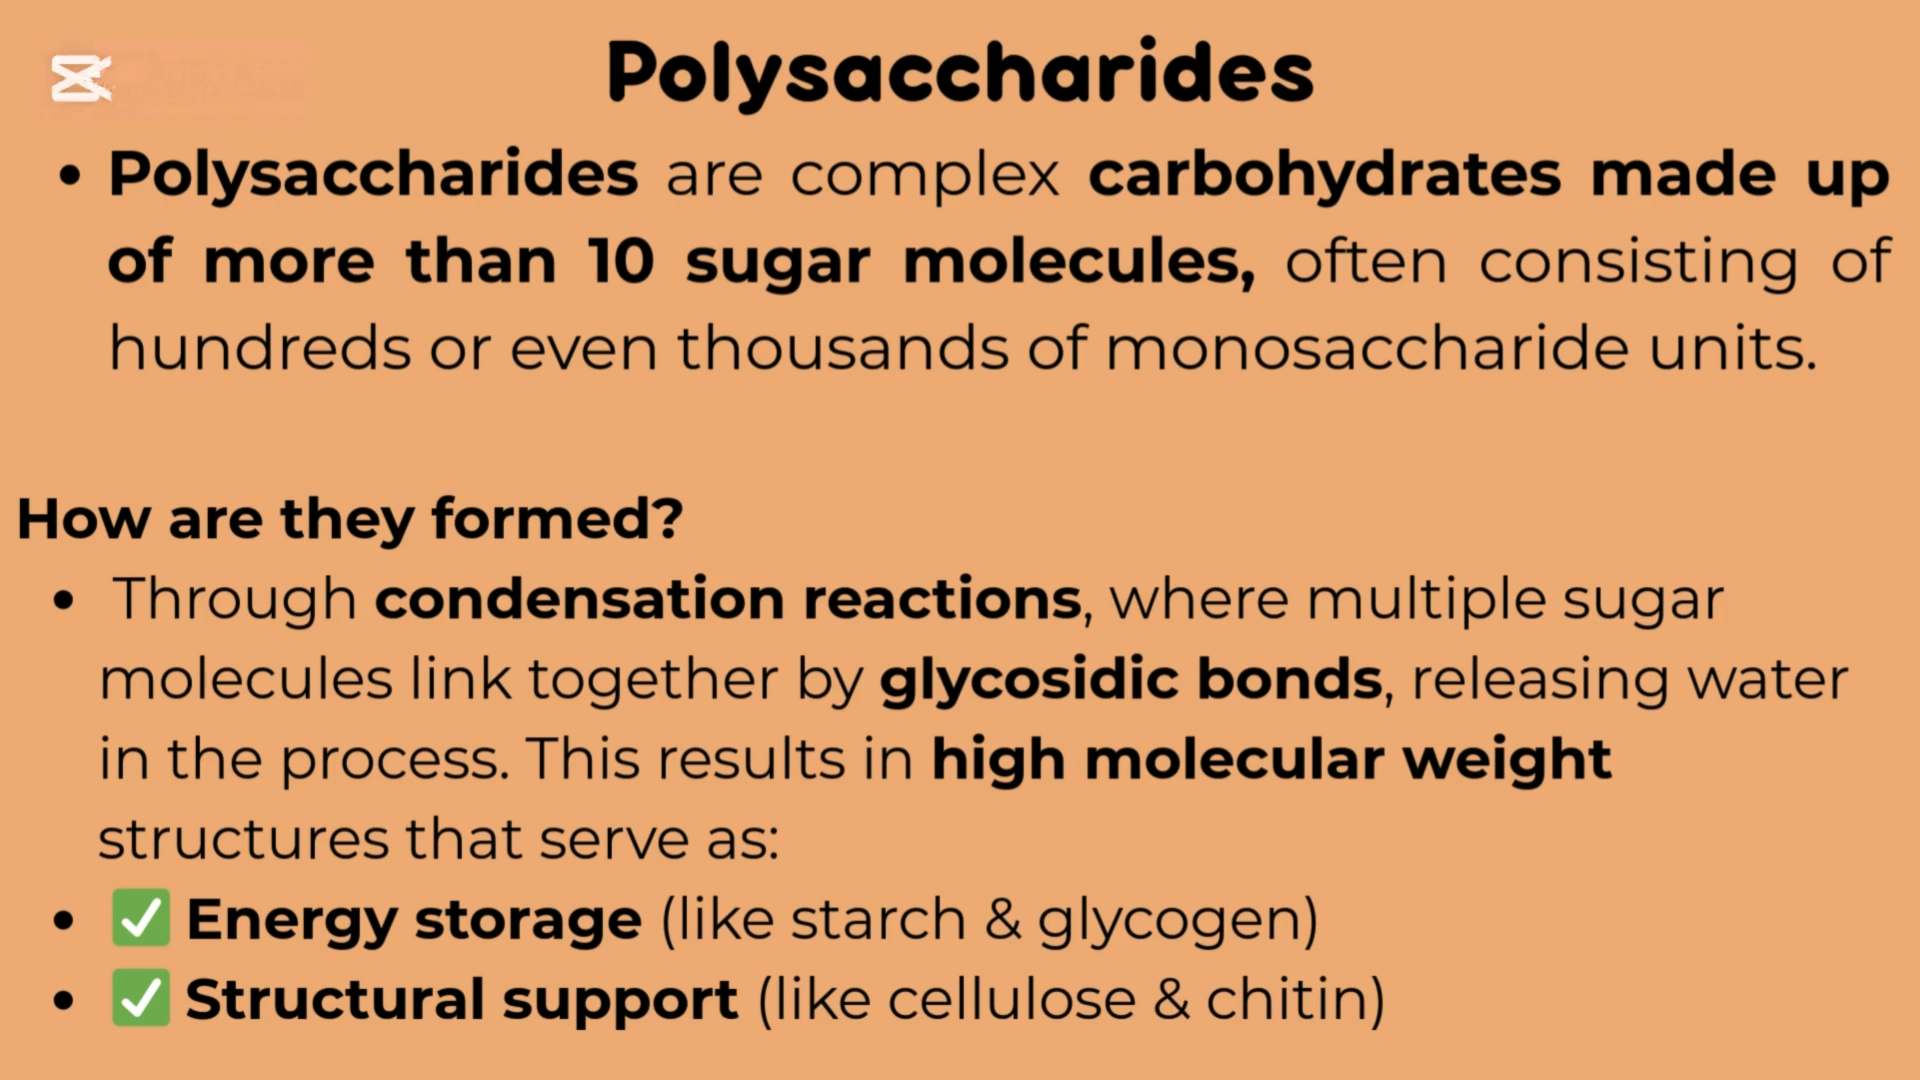 Polysaccharides
• Polysaccharides are complex carbohydrates made up
of more than 10 sugar molecules, often consisting of
hundreds or even thousands of monosaccharide units.
How are they formed?
• Through condensation reactions, where multiple sugar
molecules link together by glycosidic bonds, releasing water
in the process. This results in high molecular weight
structures that serve as:
• ✅ Energy storage (like starch & glycogen)
• ✅ Structural support (like cellulose & chitin)